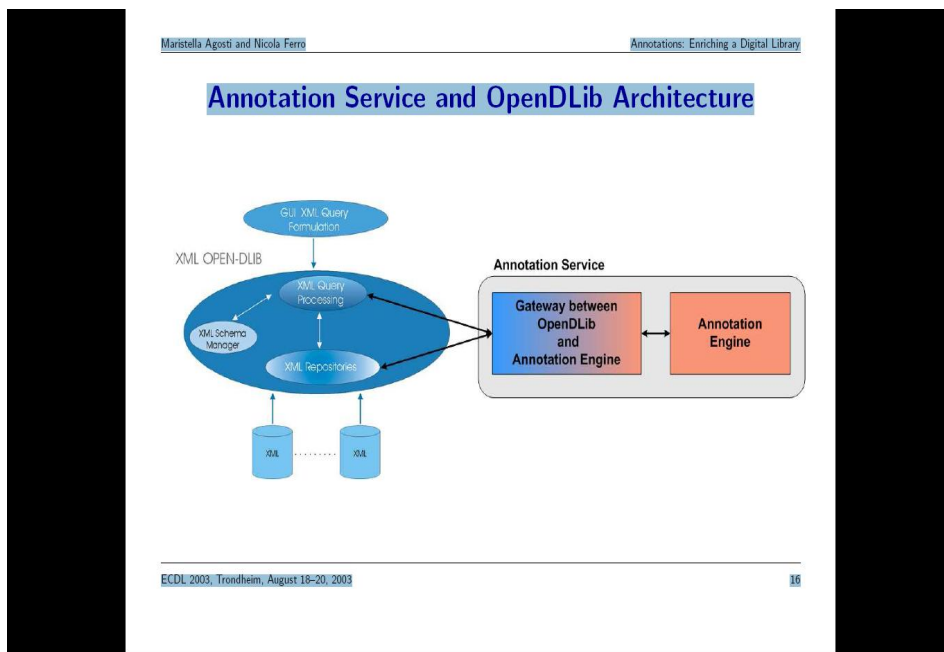 Maristella Agosti and Nicola Ferro
Annotations: Enriching a Digital Library
Annotation Service and OpenDLib Architecture
GUI XML Query
Formulation
XML OPEN-DLIB
XML Query
Processing
XML Schema
Manager
XML Repositories
XML
. . . . . . . . .
XML
Annotation Service
Gateway between
OpenDLib
and
Annotation Engine
Annotation
Engine
ECDL 2003, Trondheim, August 18–20, 2003
16